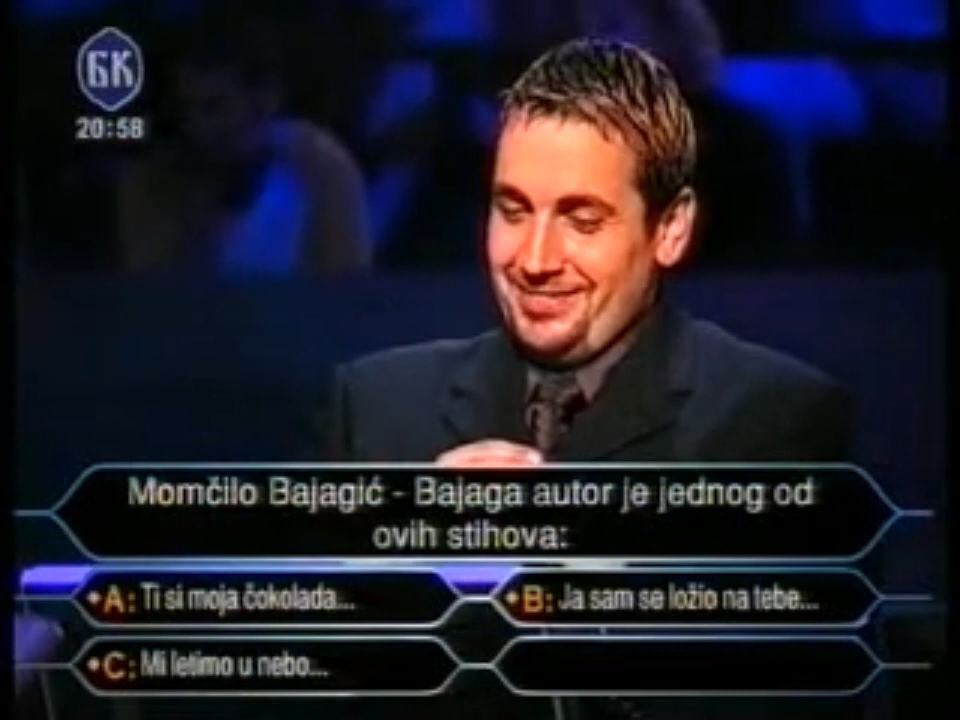 БК
20:58
Momčilo Bajagić - Bajaga autor je jednog od
ovih stihova:
A: Ti si moja čokolada...
B: Ja sam se ložio na tebe...
C: Mi letimo u nebo...